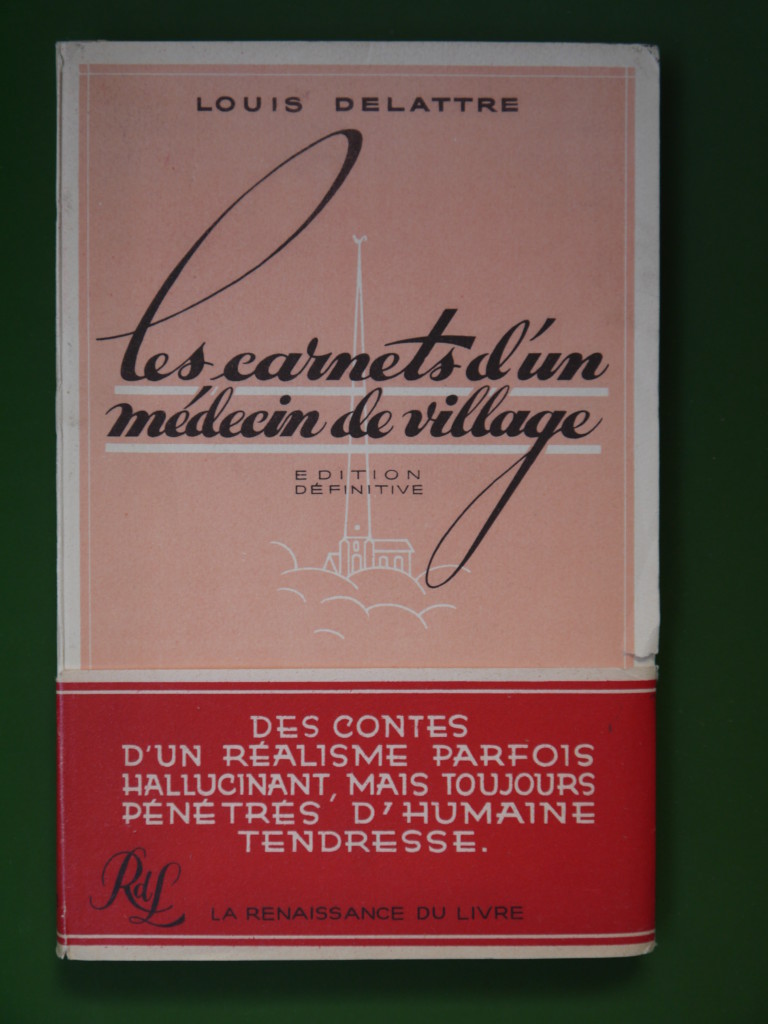 LOUIS DELATTRE
les carnets d'un
médecin de village
EDITION
DÉFINITIVE
DES CONTES
D'UN RÉALISME PARFOIS
HALLUCINANT, MAIS TOUJOURS
PÉNÉTRÉS D'HUMAINE
TENDRESSE.
RdL
LA RENAISSANCE DU LIVRE